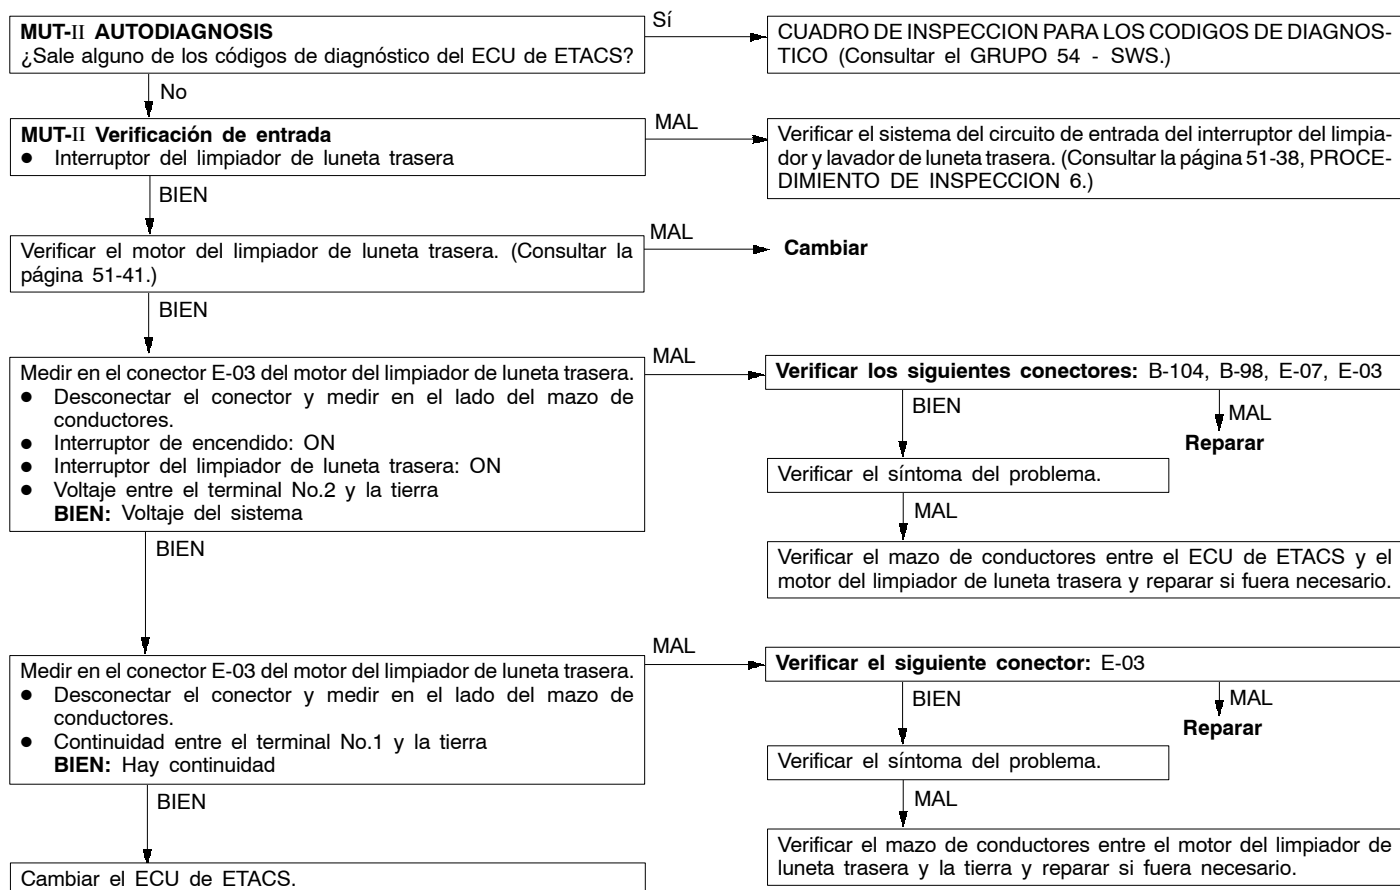 MUT-II AUTODIAGNOSIS
¿Sale alguno de los códigos de diagnóstico del ECU de ETACS?
Sí
CUADRO DE INSPECCION PARA LOS CODIGOS DE DIAGNOS-
TICO (Consultar el GRUPO 54 - SWS.)
No
MUT-II Verificación de entrada
● Interruptor del limpiador de luneta trasera
MAL
Verificar el sistema del circuito de entrada del interruptor del limpia-
dor y lavador de luneta trasera. (Consultar la página 51-38, PROCE-
DIMIENTO DE INSPECCION 6.)
BIEN
Verificar el motor del limpiador de luneta trasera. (Consultar la
página 51-41.)
MAL
Cambiar
BIEN
Medir en el conector E-03 del motor del limpiador de luneta trasera.
● Desconectar el conector y medir en el lado del mazo de
conductores.
● Interruptor de encendido: ON
● Interruptor del limpiador de luneta trasera: ON
● Voltaje entre el terminal No.2 y la tierra
BIEN: Voltaje del sistema
MAL
Verificar los siguientes conectores: B-104, B-98, E-07, E-03
BIEN
MAL
Reparar
Verificar el síntoma del problema.
MAL
Verificar el mazo de conductores entre el ECU de ETACS y el
motor del limpiador de luneta trasera y reparar si fuera necesario.
BIEN
Medir en el conector E-03 del motor del limpiador de luneta trasera.
● Desconectar el conector y medir en el lado del mazo de
conductores.
● Continuidad entre el terminal No.1 y la tierra
BIEN: Hay continuidad
MAL
Verificar el siguiente conector: E-03
BIEN
MAL
Reparar
Verificar el síntoma del problema.
MAL
Verificar el mazo de conductores entre el motor del limpiador de
luneta trasera y la tierra y reparar si fuera necesario.
BIEN
Cambiar el ECU de ETACS.